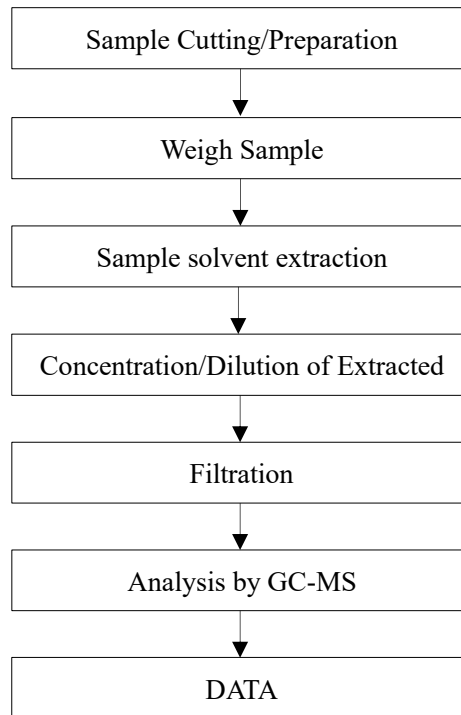 Sample Cutting/Preparation
Weigh Sample
Sample solvent extraction
Concentration/Dilution of Extracted
Filtration
Analysis by GC-MS
DATA